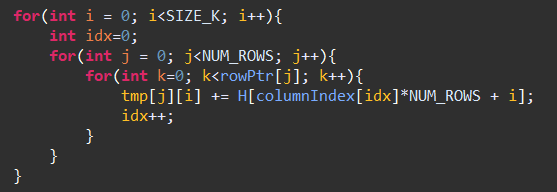 for(int i = 0; i<SIZE_K; i++){
    int idx=0;
    for(int j = 0; j<NUM_ROWS; j++){
        for(int k=0; k<rowPtr[j]; k++){
            tmp[j][i] += H[columnIndex[idx]*NUM_ROWS + i];
            idx++;
        }
    }
}